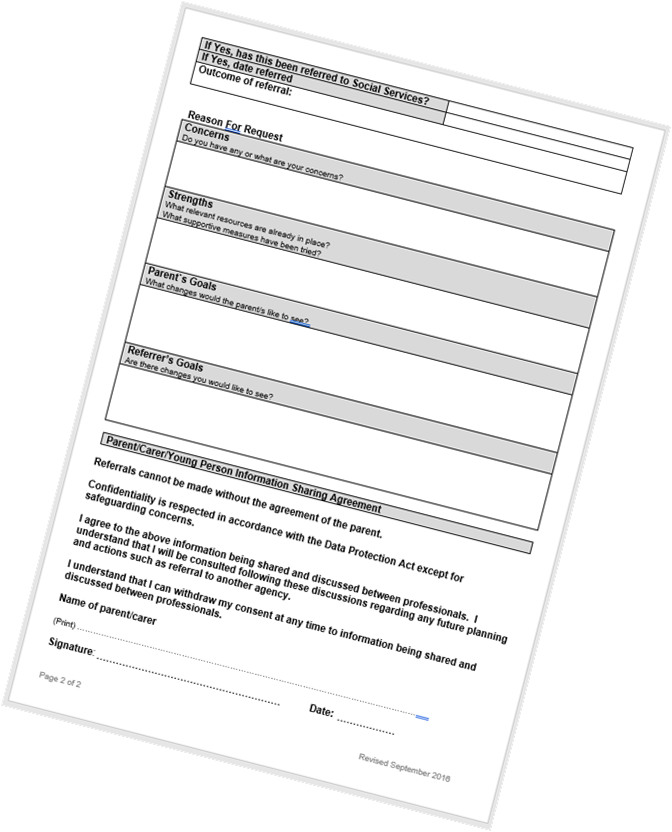 If Yes, has this been referred to Social Services?
If Yes, date referred
Outcome of referral:
Reason For Request
Concerns
Do you have any or what are your concerns?
Strengths
What relevant resources are already in place?
What supportive measures have been tried?
Parent's Goals
What changes would the parent/s like to see?
Referrer's Goals
Are there changes you would like to see?
Parent/Carer/Young Person Information Sharing Agreement
Referrals cannot be made without the agreement of the parent.
Confidentiality is respected in accordance with the Data Protection Act except for
safeguarding concerns.
I agree to the above information being shared and discussed between professionals. I
understand that I will be consulted following these discussions regarding any future planning
and actions such as referral to another agency.
I understand that I can withdraw my consent at any time to information being shared and
discussed between professionals.
Name of parent/carer
(Print)
Signature:
Date:
Page 2 of 2
Revised September 2018